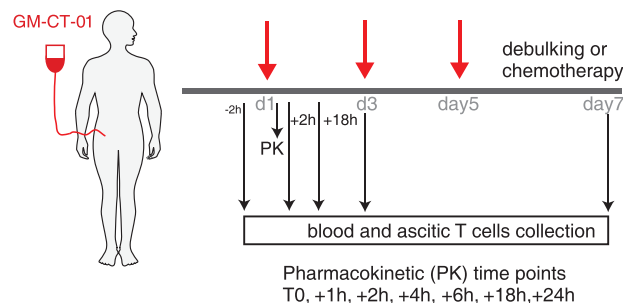 GM-CT-01
debulking or
chemotherapy
d1
d3
day5
day7
-2h
+2h
+18h
PK
blood and ascitic T cells collection
Pharmacokinetic (PK) time points
T0, +1h, +2h, +4h, +6h, +18h,+24h